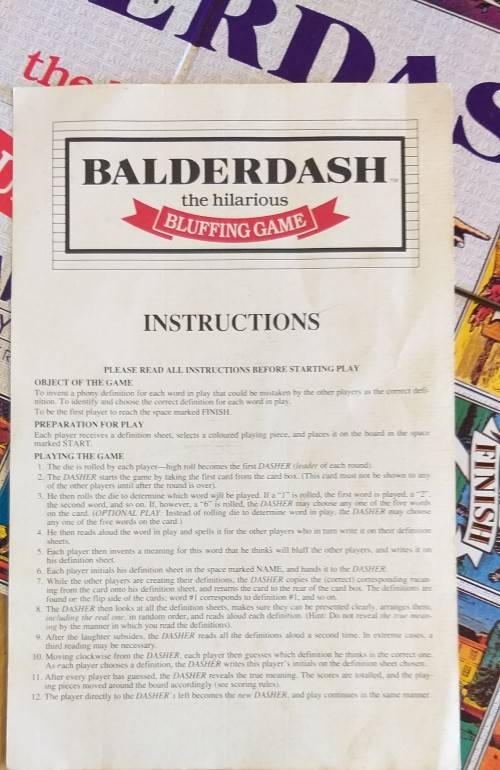 ERDAS
the
BALDERDASH TM
the hilarious
BLUFFING GAME
INSTRUCTIONS
PLEASE READ ALL INSTRUCTIONS BEFORE STARTING PLAY
OBJECT OF THE GAME
To invent a phony definition for each word in play that could be mistaken by the other players as the correct defi-
nition. To identify and choose the correct definition for each word in play.
To be the first player to reach the space marked FINISH.
PREPARATION FOR PLAY
Each player receives a definition sheet, selects a coloured playing piece, and places it on the board in the space
marked START.
PLAYING THE GAME
1. The die is rolled by each player—high roll becomes the first DASHER (leader of each round).
2. The DASHER starts the game by taking the first card from the card box. (This card must not be shown to any
of the other players until after the round is over).
3. He then rolls the die to determine which word will be played. If a "1" is rolled, the first word is played, a "2",
the second word, and so on. If, however, a "6" is rolled, the DASHER may choose any one of the five words
on the card. (OPTIONAL PLAY: Instead of rolling die to determine word in play, the DASHER may choose
any one of the five words on the card.)
4. He then reads aloud the word in play and spells it for the other players who in turn write it on their definition
sheets.
5. Each player then invents a meaning for this word that he thinks will bluff the other players, and writes it on
his definition sheet.
6. Each player initials his definition sheet in the space marked NAME, and hands it to the DASHER.
7. While the other players are creating their definitions, the DASHER copies the (correct) corresponding mean-
ing from the card onto his definition sheet, and returns the card to the rear of the card box. The definitions are
found on the flip side of the cards; word #1 corresponds to definition #1, and so on.
8. The DASHER then looks at all the definition sheets, makes sure they can be presented clearly, arranges them,
including the real one, in random order, and reads aloud each definition. (Hint: Do not reveal the true mean-
ing by the manner in which you read the definitions).
9. After the laughter subsides, the DASHER reads all the definitions aloud a second time. In extreme cases, a
third reading may be necessary.
10. Moving clockwise from the DASHER, each player then guesses which definition he thinks is the correct one.
As each player chooses a definition, the DASHER writes this player's initials on the definition sheet chosen.
11. After every player has guessed, the DASHER reveals the true meaning. The scores are totalled, and the play-
ing pieces moved around the board accordingly (see scoring rules).
12. The player directly to the DASHER's left becomes the new DASHER, and play continues in the same manner.
FINISH